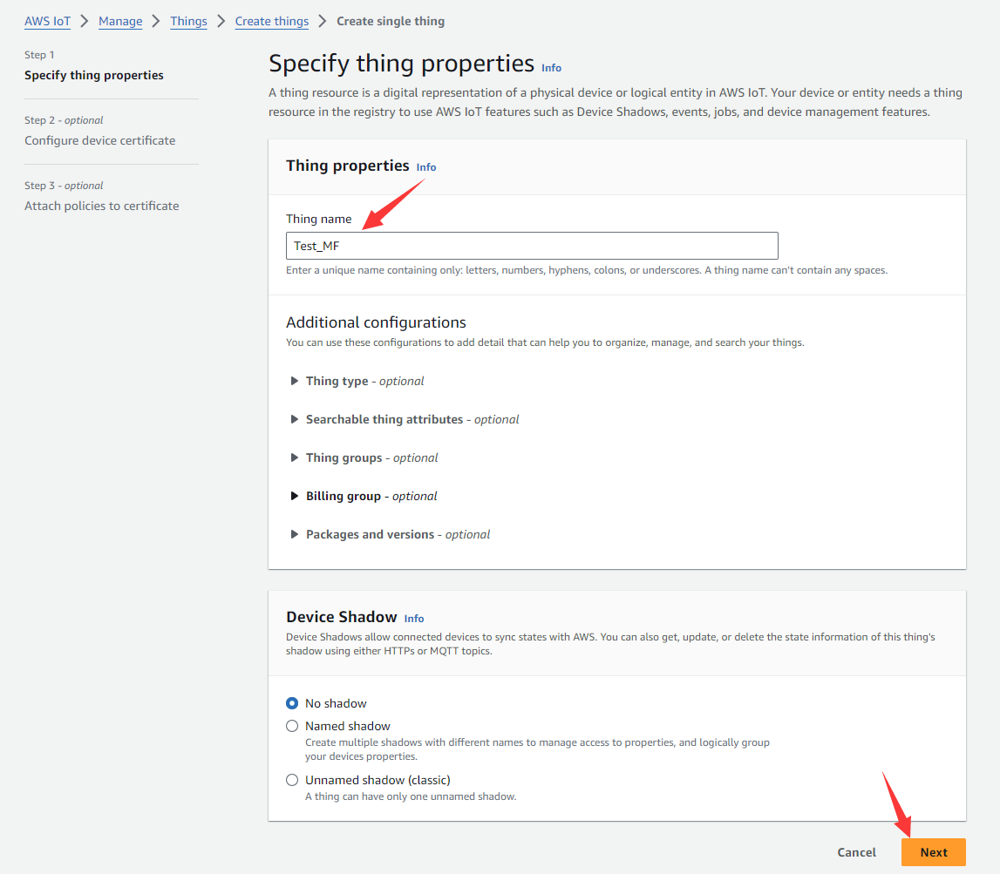 AWS IoT > Manage > Things > Create things > Create single thing
Step 1
Specify thing properties
Step 2 - optional
Configure device certificate
Step 3 - optional
Attach policies to certificate
Specify thing properties Info
A thing resource is a digital representation of a physical device or logical entity in AWS IoT. Your device or entity needs a thing
resource in the registry to use AWS IoT features such as Device Shadows, events, jobs, and device management features.
Thing properties Info
Thing name
Test_MF
Enter a unique name containing only: letters, numbers, hyphens, colons, or underscores. A thing name can't contain any spaces.
Additional configurations
You can use these configurations to add detail that can help you to organize, manage, and search your things.
Thing type - optional
Searchable thing attributes - optional
Thing groups - optional
Billing group - optional
Packages and versions - optional
Device Shadow Info
Device Shadows allow connected devices to sync states with AWS. You can also get, update, or delete the state information of this thing's
shadow using either HTTPs or MQTT topics.
No shadow
Named shadow
Create multiple shadows with different names to manage access to properties, and logically group
your devices properties.
Unnamed shadow (classic)
A thing can have only one unnamed shadow.
Cancel Next